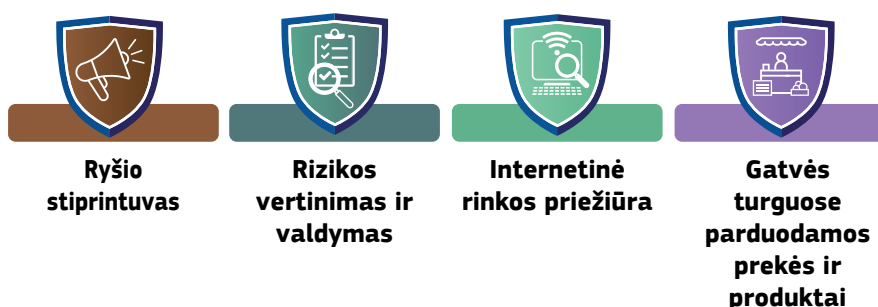 Ryšio
stiprintuvas
Rizikos
vertinimas ir
valdymas
Internetinė
rinkos priežiūra
Gatvės
turguose
parduodamos
prekės ir
produktai